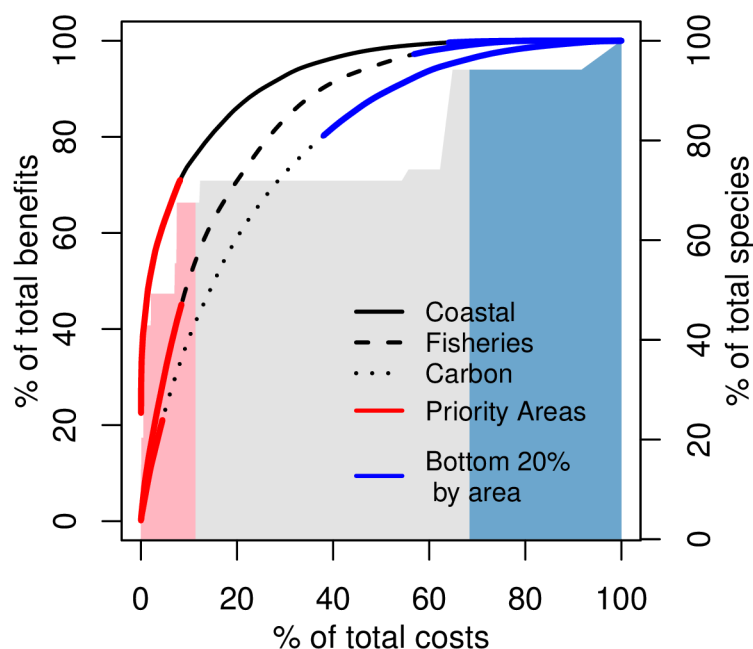 % of total benefits
0
20
40
60
80
100
Coastal
Fisheries
Carbon
Priority Areas
Bottom 20%
by area
0
20
40
60
80
100
% of total species
0
20
40
60
80
100
% of total costs